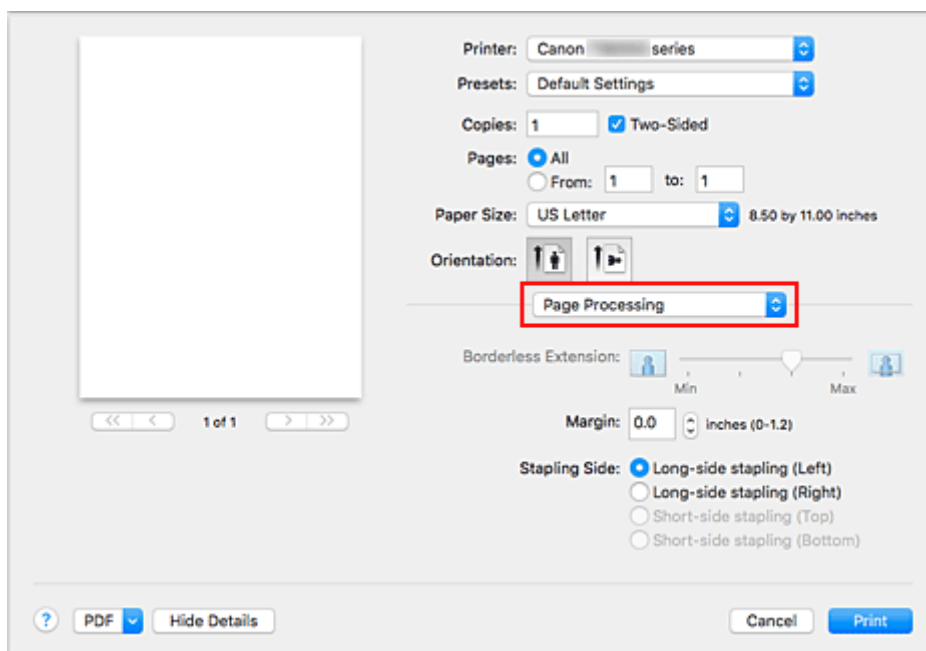 Printer: Canon series
Presets: Default Settings
Copies: 1 Two-Sided
Pages: All
From: 1 to: 1
Paper Size: US Letter 8.50 by 11.00 inches
Orientation:
Page Processing
Borderless Extension:
Min Max
<< < 1 of 1 > >>
Margin: 0.0 inches (0-1.2)
Stapling Side: Long-side stapling (Left)
Long-side stapling (Right)
Short-side stapling (Top)
Short-side stapling (Bottom)
? PDF Hide Details Cancel Print